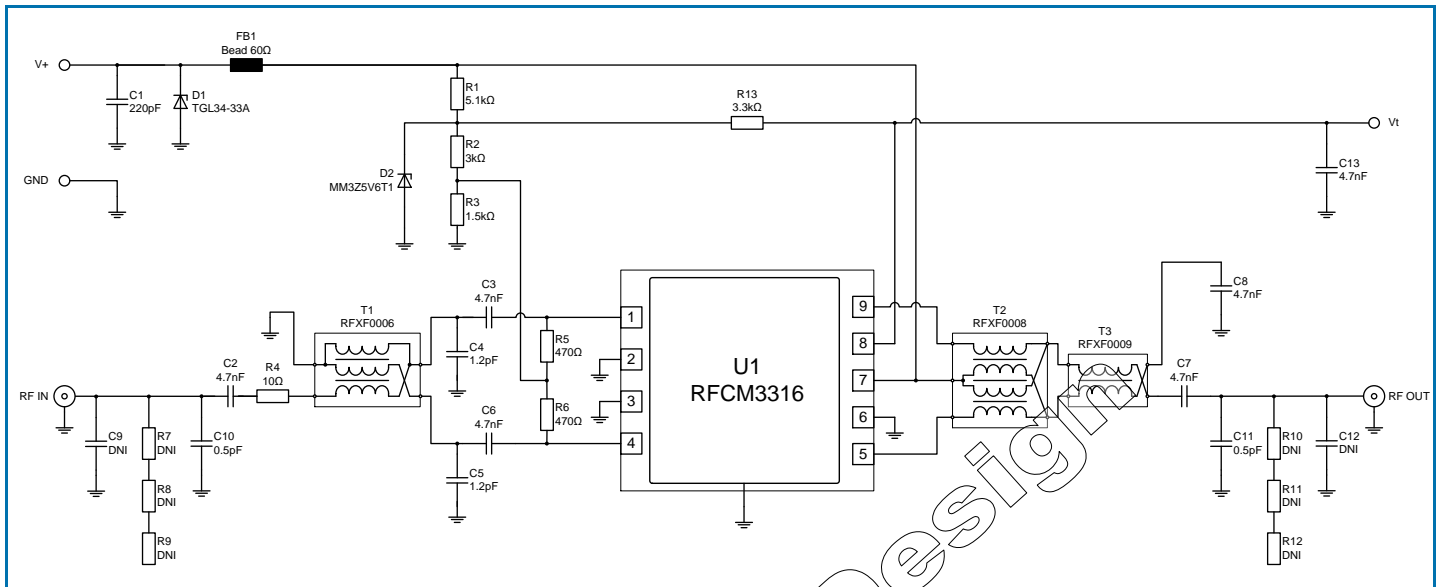 FB1
Bead 60Ω
V+
C1
220pF
D1
TGL34-33A
R1
5.1kΩ
R13
3.3kΩ
Vt
R2
3kΩ
D2
MM3Z5V6T1
R3
1.5kΩ
C13
4.7nF
GND
C3
4.7nF
C8
4.7nF
T1
RFXF0006
T2
RFXF0008
T3
RFXF0009
1
9
C4
1.2pF
R5
470Ω
2
8
U1
RFCM3316
C2
4.7nF
R4
10Ω
7
C7
4.7nF
RF IN
RF OUT
3
6
C6
4.7nF
R6
470Ω
4
5
C9
DNI
R7
DNI
C10
0.5pF
C11
0.5pF
R10
DNI
C12
DNI
C5
1.2pF
R8
DNI
R11
DNI
R9
DNI
R12
DNI
Design